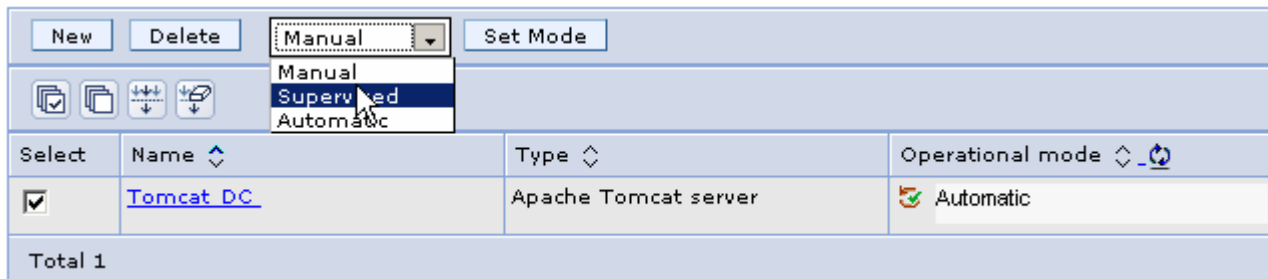 New Delete Manual Set Mode
Manual
Supervised
Automatic
Select Name Type Operational mode
Tomcat_DC Apache Tomcat server Automatic
Total 1